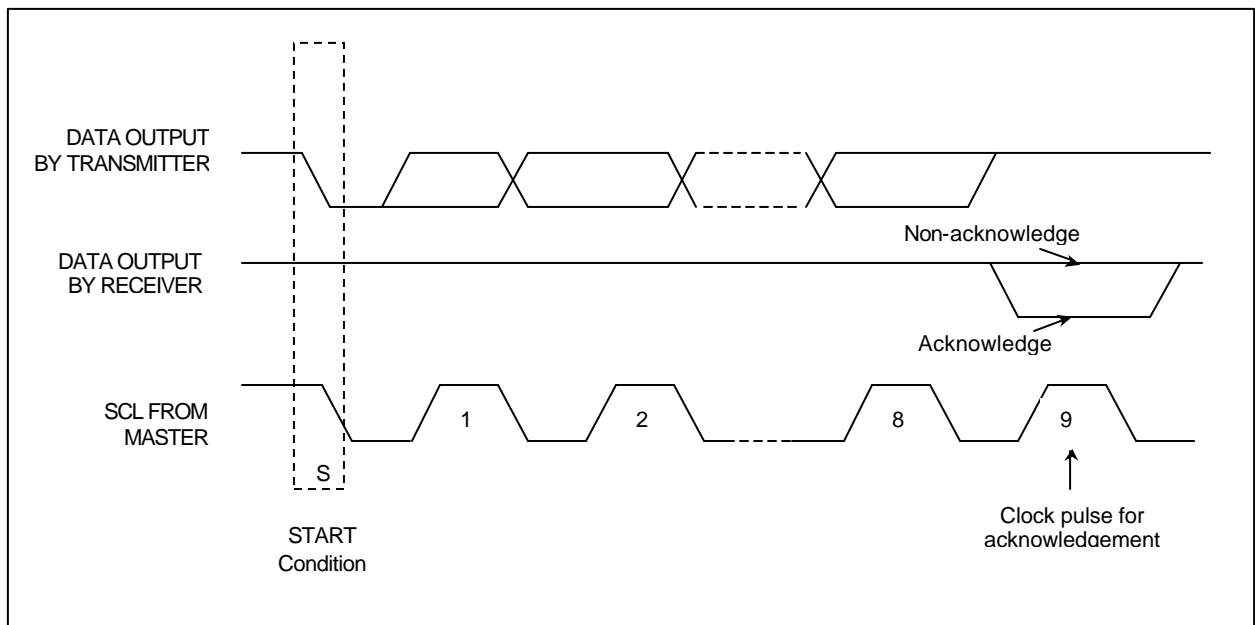 DATA OUTPUT
BY TRANSMITTER
Non-acknowledge
DATA OUTPUT
BY RECEIVER
Acknowledge
SCL FROM
MASTER
1
2
8
9
S
START
Condition
Clock pulse for
acknowledgement